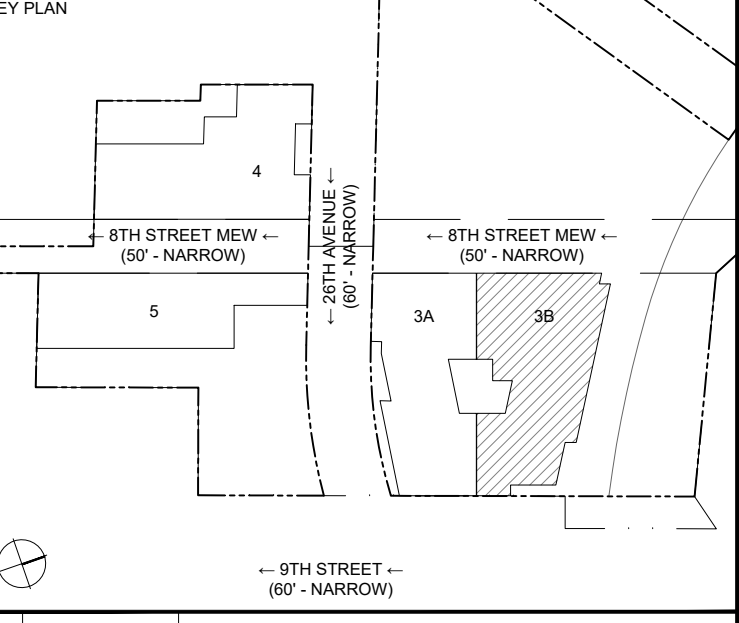 EY PLAN
4
← 8TH STREET MEW ←
(50' - NARROW)
← 26TH AVENUE ←
(60' - NARROW)
← 8TH STREET MEW ←
(50' - NARROW)
5
3A
3B
← 9TH STREET ←
(60' - NARROW)